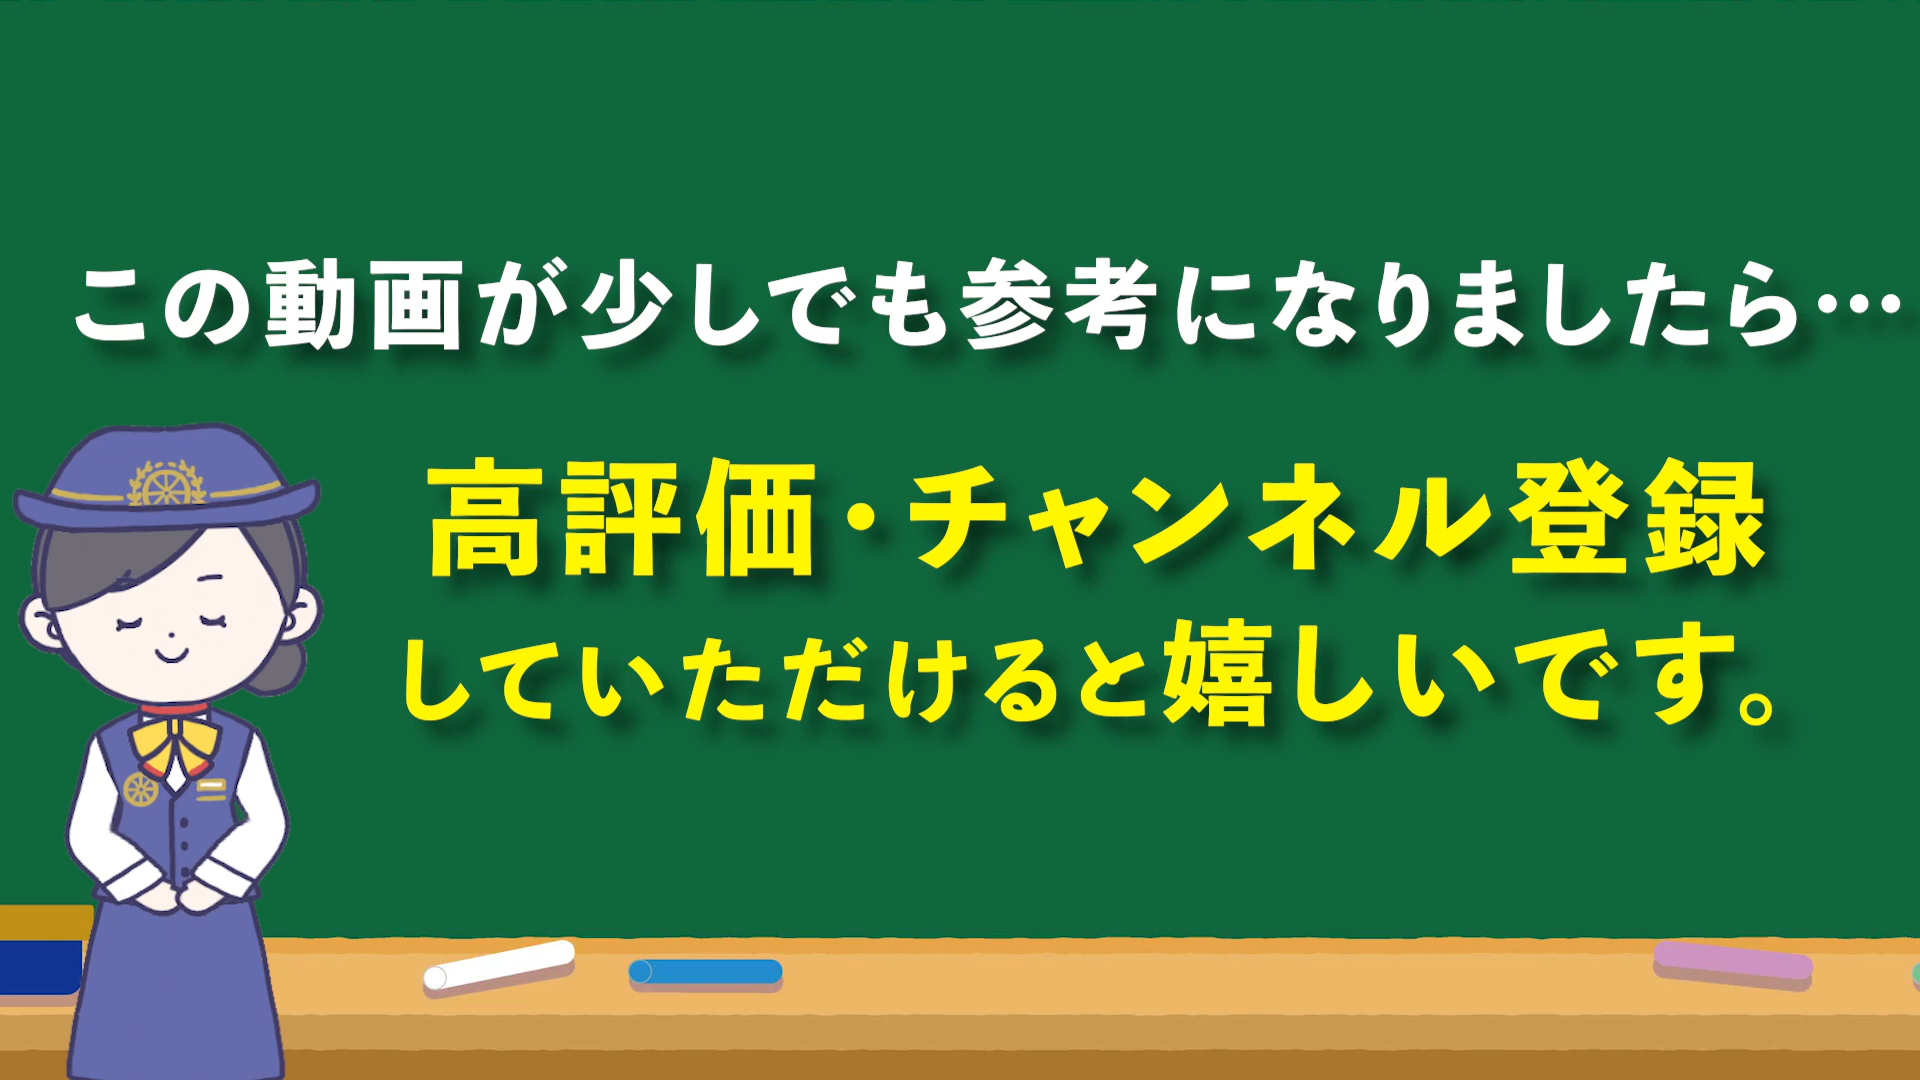 この動画が少しでも参考になりましたら…
高評価・チャンネル登録
していただけると嬉しいです。